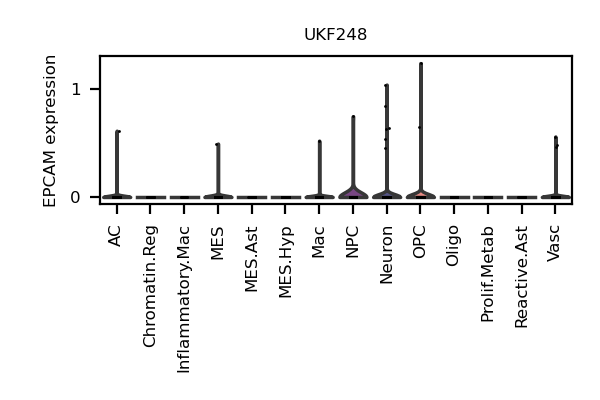 UKF248
EPCAM expression
1
0
AC
Chromatin.Reg
Inflammatory.Mac
MES
MES.Ast
MES.Hyp
Mac
NPC
Neuron
OPC
Oligo
Prolif.Metab
Reactive.Ast
Vasc